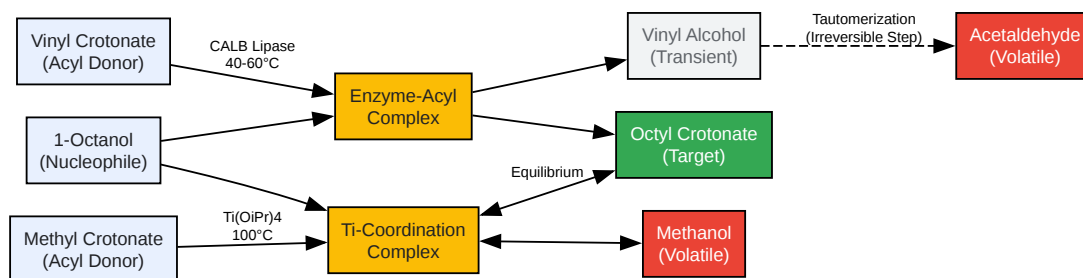 Vinyl Crotonate
(Acyl Donor)
CALB Lipase
40-60°C
Enzyme-Acyl
Complex
Vinyl Alcohol
(Transient)
Tautomerization
(Irreversible Step)
Acetaldehyde
(Volatile)
1-Octanol
(Nucleophile)
Octyl Crotonate
(Target)
Equilibrium
Methyl Crotonate
(Acyl Donor)
Ti(OiPr)4
100°C
Ti-Coordination
Complex
Methanol
(Volatile)